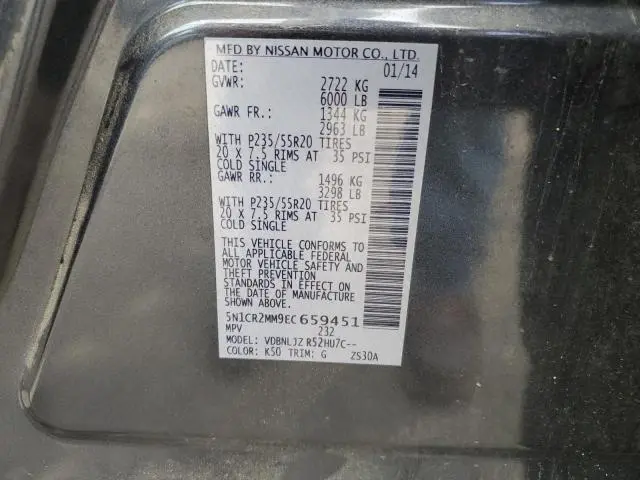 MFD BY NISSAN MOTOR CO., LTD.
DATE: 01/14
GVWR: 2722 KG
6000 LB
GAWR FR.: 1344 KG
2963 LB
WITH P235/55R20 TIRES
20 X 7.5 RIMS AT 35 PSI
COLD SINGLE
GAWR RR.: 1496 KG
3298 LB
WITH P235/55R20 TIRES
20 X 7.5 RIMS AT 35 PSI
COLD SINGLE
THIS VEHICLE CONFORMS TO
ALL APPLICABLE FEDERAL
MOTOR VEHICLE SAFETY AND
THEFT PREVENTION
STANDARDS IN EFFECT ON
THE DATE OF MANUFACTURE
SHOWN ABOVE.
5N1CR2MM9EC659451
MPV 232
MODEL: VDBNLJZ R52HU7C--
COLOR: K50 TRIM: G ZS30A